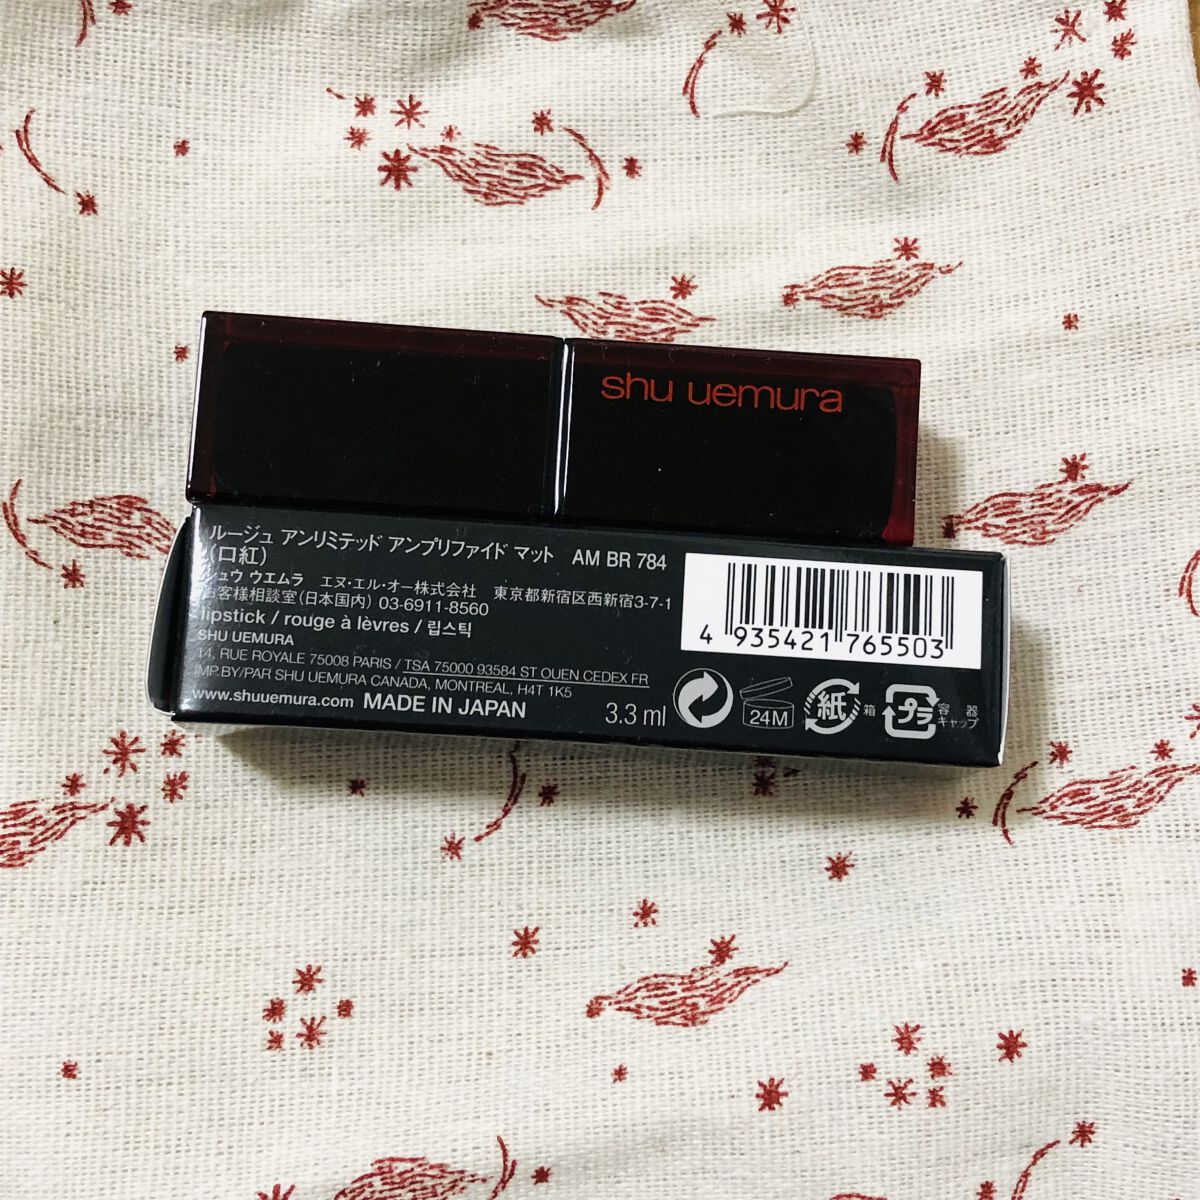 shu uemura
ルージュ アンリミテッド アンプリファイド マット AM BR 784
(口紅)
シュウ ウエムラ エヌ・エル・オー株式会社 東京都新宿区西新宿3-7-1
お客様相談室(日本国内) 03-6911-8560
lipstick / rouge à lèvres / 립스틱
SHU UEMURA
14, RUE ROYALE 75008 PARIS / TSA 75000 93584 ST OUEN CEDEX FR
IMP.BY/PAR SHU UEMURA CANADA, MONTREAL, H4T 1K5
www.shuuemura.com MADE IN JAPAN
3.3 ml
4 935421 765503
24M
紙 箱
プラ 容器
キャップ